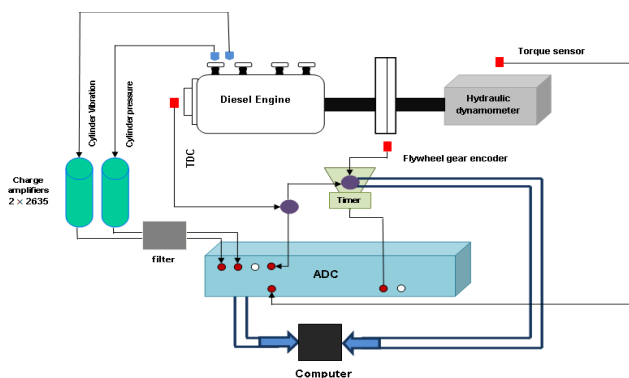 Torque sensor
Diesel Engine
Hydraulic
dynamometer
Cylinder Vibration
Cylinder pressure
TDC
Flywheel gear encoder
Charge
amplifiers
2 × 2635
Timer
filter
ADC
Computer